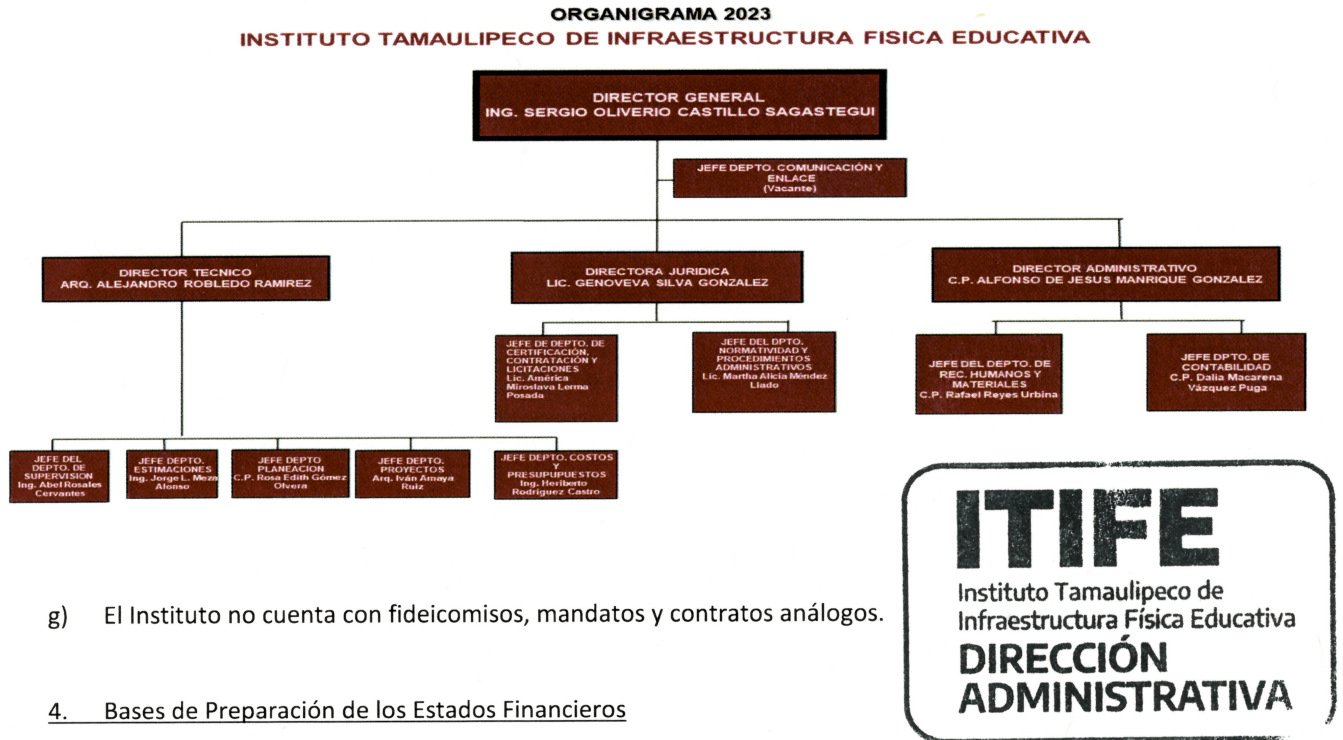 ORGANIGRAMA 2023
INSTITUTO TAMAULIPECO DE INFRAESTRUCTURA FISICA EDUCATIVA
DIRECTOR GENERAL
ING. SERGIO OLIVERIO CASTILLO SAGASTEGUI
JEFE DEPTO. COMUNICACIÓN Y
ENLACE
(Vacante)
DIRECTOR TECNICO
ARQ. ALEJANDRO ROBLEDO RAMIREZ
DIRECTORA JURIDICA
LIC. GENOVEVA SILVA GONZALEZ
DIRECTOR ADMINISTRATIVO
C.P. ALFONSO DE JESUS MANRIQUE GONZALEZ
JEFE DE DEPTO. DE
CERTIFICACIÓN,
CONTRATACIÓN Y
LICITACIONES
Lic. América
Miroslava Lerma
Posada
JEFE DEL DPTO.
NORMATIVIDAD Y
PROCEDIMIENTOS
ADMINISTRATIVOS
Lic. Martha Alicia Méndez
Llado
JEFE DEL DEPTO. DE
REC. HUMANOS Y
MATERIALES
C.P. Rafael Reyes Urbina
JEFE DPTO. DE
CONTABILIDAD
C.P. Dalia Macarena
Vázquez Puga
JEFE DEL
DEPTO. DE
SUPERVISION
Ing. Abel Rosales
Cervantes
JEFE DEPTO.
ESTIMACIONES
Ing. Jorge L. Meza
Alonso
JEFE DEPTO
PLANEACION
C.P. Rosa Edith Gómez
Olvera
JEFE DEPTO.
PROYECTOS
Arq. Iván Amaya
Ruiz
JEFE DEPTO. COSTOS
Y
PRESUPUPUESTOS
Ing. Heriberto
Rodríguez Castro
g) El Instituto no cuenta con fideicomisos, mandatos y contratos análogos.
4. Bases de Preparación de los Estados Financieros
ITIFE
Instituto Tamaulipeco de
Infraestructura Física Educativa
DIRECCIÓN
ADMINISTRATIVA